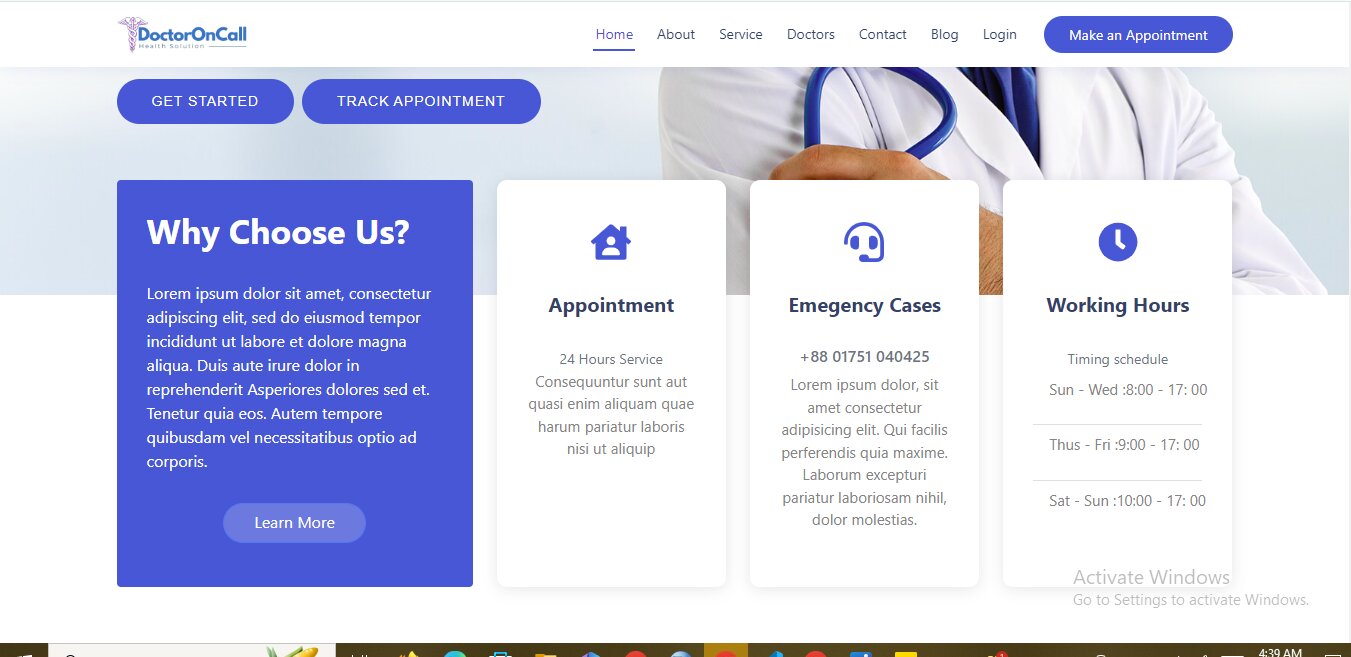 DoctorOnCall
Health Solution
Home About Service Doctors Contact Blog Login Make an Appointment
GET STARTED TRACK APPOINTMENT
Why Choose Us?
Lorem ipsum dolor sit amet, consectetur
adipiscing elit, sed do eiusmod tempor
incididunt ut labore et dolore magna
aliqua. Duis aute irure dolor in
reprehenderit Asperiores dolores sed et.
Tenetur quia eos. Autem tempore
quibusdam vel necessitatibus optio ad
corporis.
Learn More
Appointment
24 Hours Service
Consequuntur sunt aut
quasi enim aliquam quae
harum pariatur laboris
nisi ut aliquip
Emegency Cases
+88 01751 040425
Lorem ipsum dolor, sit
amet consectetur
adipisicing elit. Qui facilis
perferendis quia maxime.
Laborum excepturi
pariatur laboriosam nihil,
dolor molestias.
Working Hours
Timing schedule
Sun - Wed :8:00 - 17: 00
Thus - Fri :9:00 - 17: 00
Sat - Sun :10:00 - 17: 00
Activate Windows
Go to Settings to activate Windows.
4:39 AM